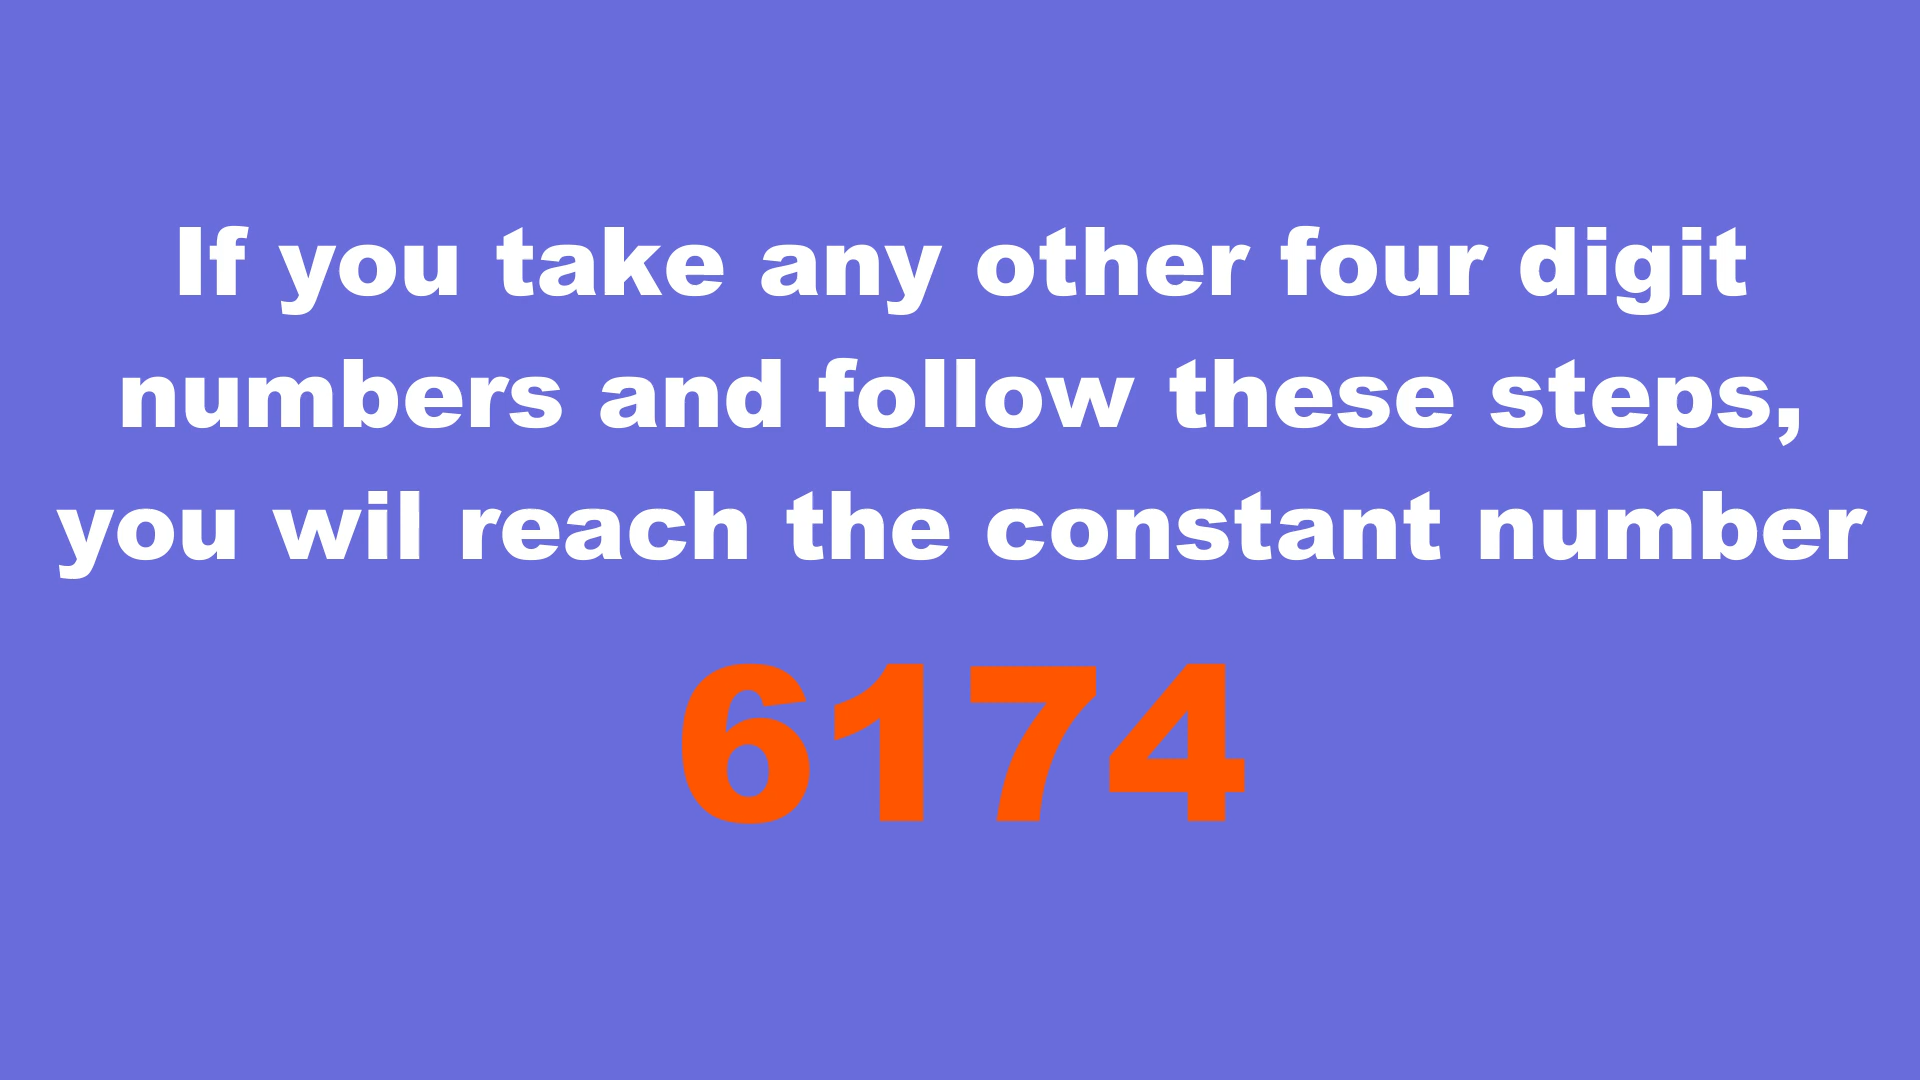 If you take any other four digit
numbers and follow these steps,
you wil reach the constant number
6174